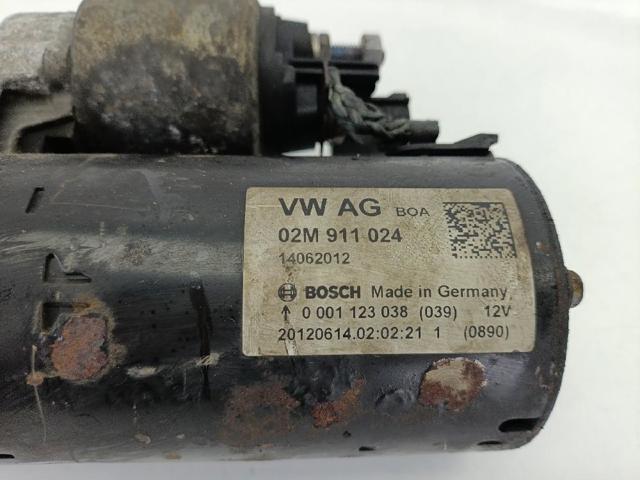 VW AG BOA
02M 911 024
14062012
BOSCH Made in Germany
↑ 0 001 123 038 (039) 12V
20120614.02:02:21 1 (0890)